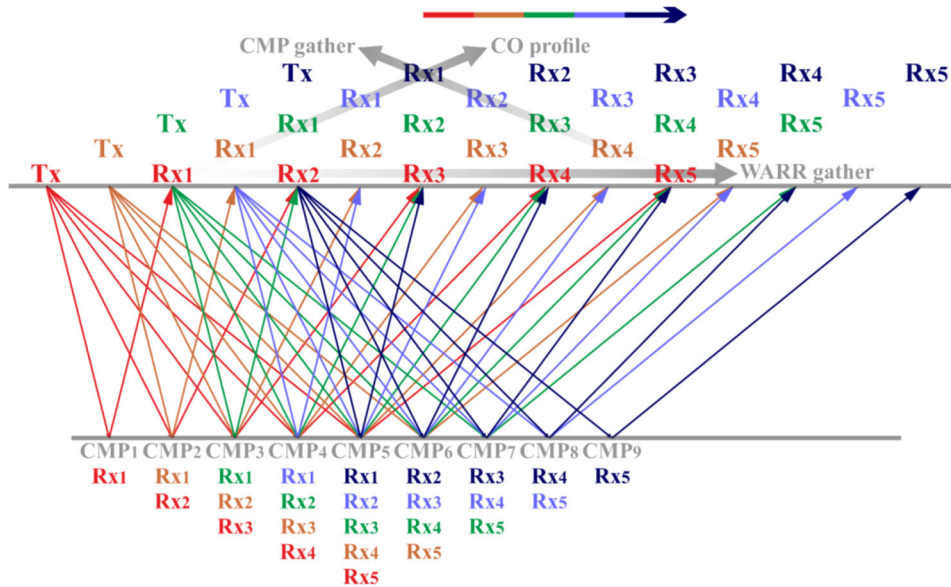 CMP gather CO profile
Tx Rx1 Rx2 Rx3 Rx4 Rx5
Tx Rx1 Rx2 Rx3 Rx4 Rx5
Tx Rx1 Rx2 Rx3 Rx4 Rx5
Tx Rx1 Rx2 Rx3 Rx4 Rx5
Tx Rx1 Rx2 Rx3 Rx4 Rx5 WARR gather
CMP1 CMP2 CMP3 CMP4 CMP5 CMP6 CMP7 CMP8 CMP9
Rx1 Rx1 Rx1 Rx1 Rx1 Rx2 Rx3 Rx4 Rx5
Rx2 Rx2 Rx2 Rx2 Rx3 Rx4 Rx5
Rx3 Rx3 Rx3 Rx4 Rx5
Rx4 Rx4 Rx5
Rx5